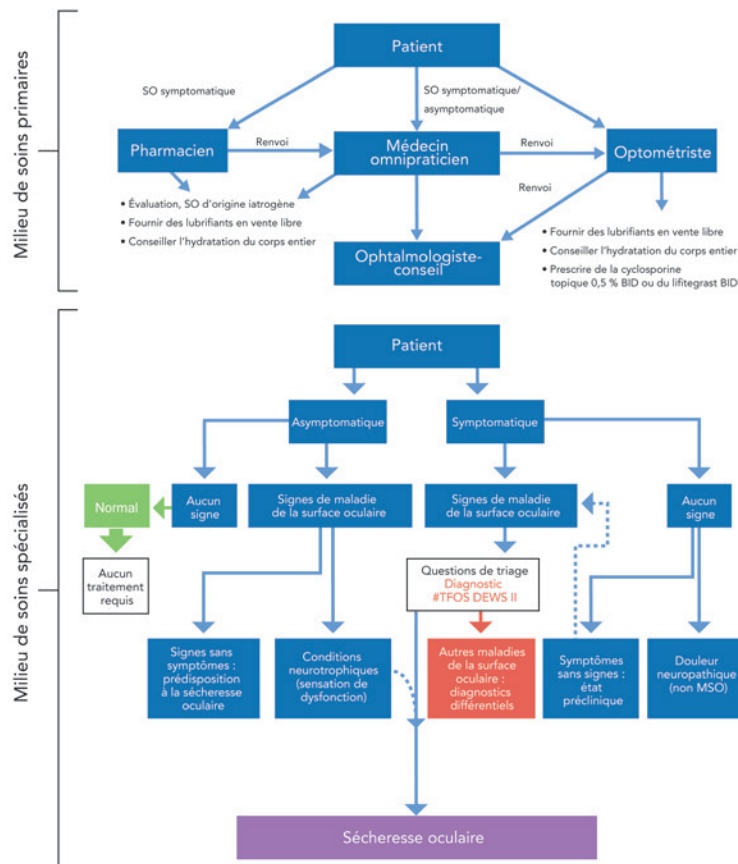 Milieu de soins primaires
Patient
SO symptomatique
SO symptomatique/
asymptomatique
Pharmacien
Renvoi
Médecin
omnipraticien
Renvoi
Optométriste
• Évaluation, SO d'origine iatrogène
• Fournir des lubrifiants en vente libre
• Conseiller l'hydratation du corps entier
Renvoi
Ophtalmologiste-
conseil
• Fournir des lubrifiants en vente libre
• Conseiller l'hydratation du corps entier
• Prescrire de la cyclosporine
topique 0,5 % BID ou du lifitegrast BID
Milieu de soins spécialisés
Patient
Asymptomatique
Symptomatique
Normal
Aucun
signe
Signes de maladie
de la surface oculaire
Signes de maladie
de la surface oculaire
Aucun
signe
Aucun
traitement
requis
Questions de triage
Diagnostic
#TFOS DEWS II
Signes sans
symptômes :
prédisposition
à la sécheresse
oculaire
Conditions
neurotrophiques
(sensation de
dysfonction)
Autres maladies
de la surface
oculaire :
diagnostics
différentiels
Symptômes
sans signes :
état
préclinique
Douleur
neuropathique
(non MSO)
Sécheresse oculaire